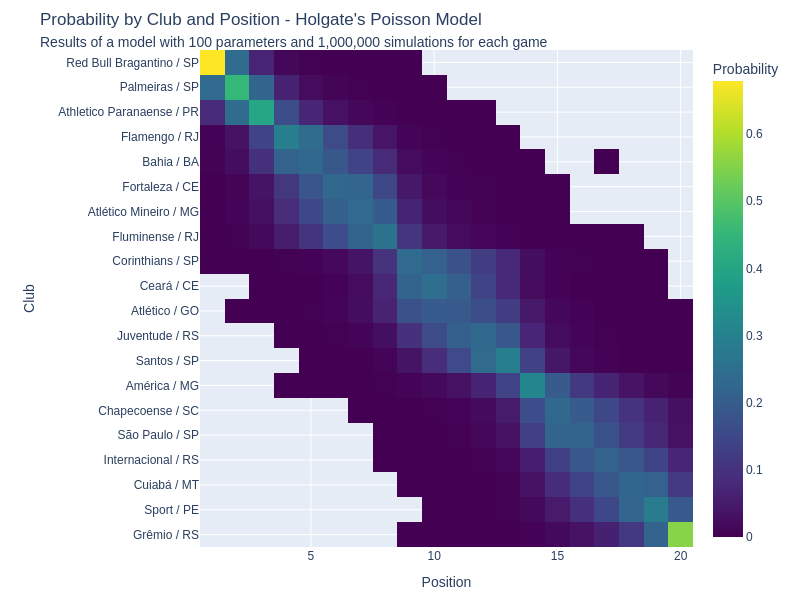 Probability by Club and Position - Holgate's Poisson Model
Results of a model with 100 parameters and 1,000,000 simulations for each game
Probability
Club
Red Bull Bragantino / SP
Palmeiras / SP
Athletico Paranaense / PR
Flamengo / RJ
Bahia / BA
Fortaleza / CE
Atlético Mineiro / MG
Fluminense / RJ
Corinthians / SP
Ceará / CE
Atlético / GO
Juventude / RS
Santos / SP
América / MG
Chapecoense / SC
São Paulo / SP
Internacional / RS
Cuiabá / MT
Sport / PE
Grêmio / RS
0.6
0.5
0.4
0.3
0.2
0.1
0
5 10 15 20
Position